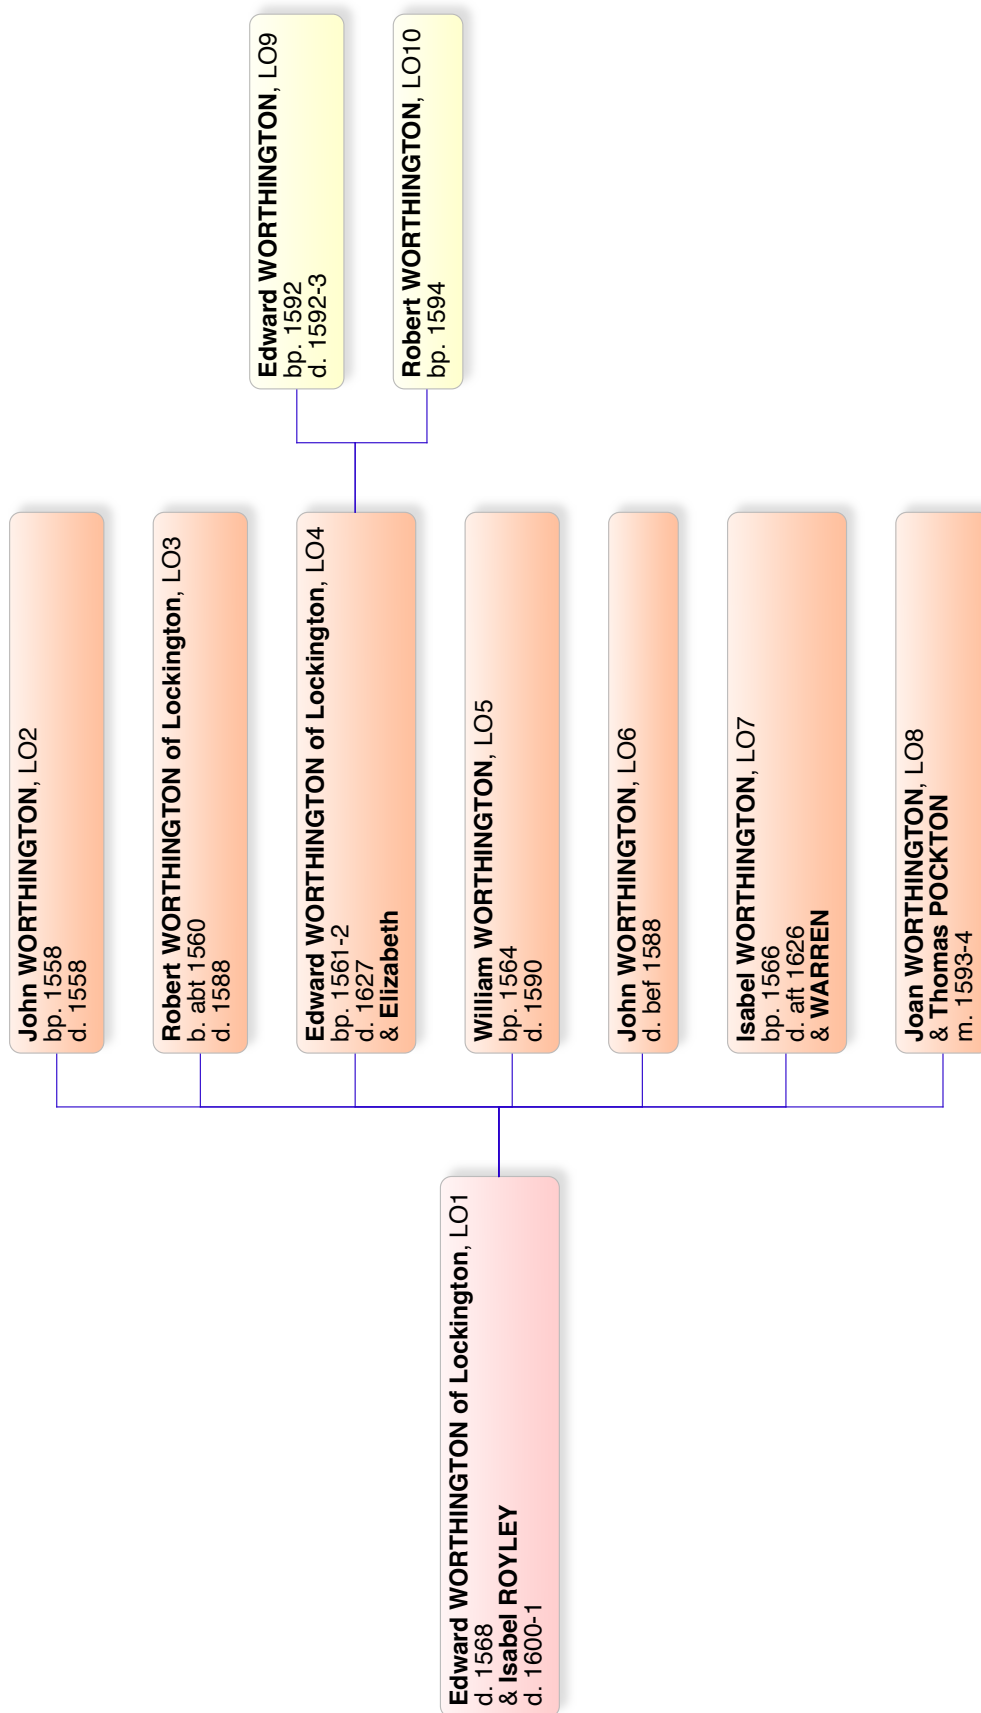 Edward WORTHINGTON of Lockington, LO1
d. 1568
& Isabel ROYLEY
d. 1600-1
John WORTHINGTON, LO2
bp. 1558
d. 1558
Robert WORTHINGTON of Lockington, LO3
b. abt 1560
d. 1588
Edward WORTHINGTON of Lockington, LO4
bp. 1561-2
d. 1627
& Elizabeth
William WORTHINGTON, LO5
bp. 1564
d. 1590
John WORTHINGTON, LO6
d. bef 1588
Isabel WORTHINGTON, LO7
bp. 1566
d. aft 1626
& WARREN
Joan WORTHINGTON, LO8
& Thomas POCKTON
m. 1593-4
Edward WORTHINGTON, LO9
bp. 1592
d. 1592-3
Robert WORTHINGTON, LO10
bp. 1594